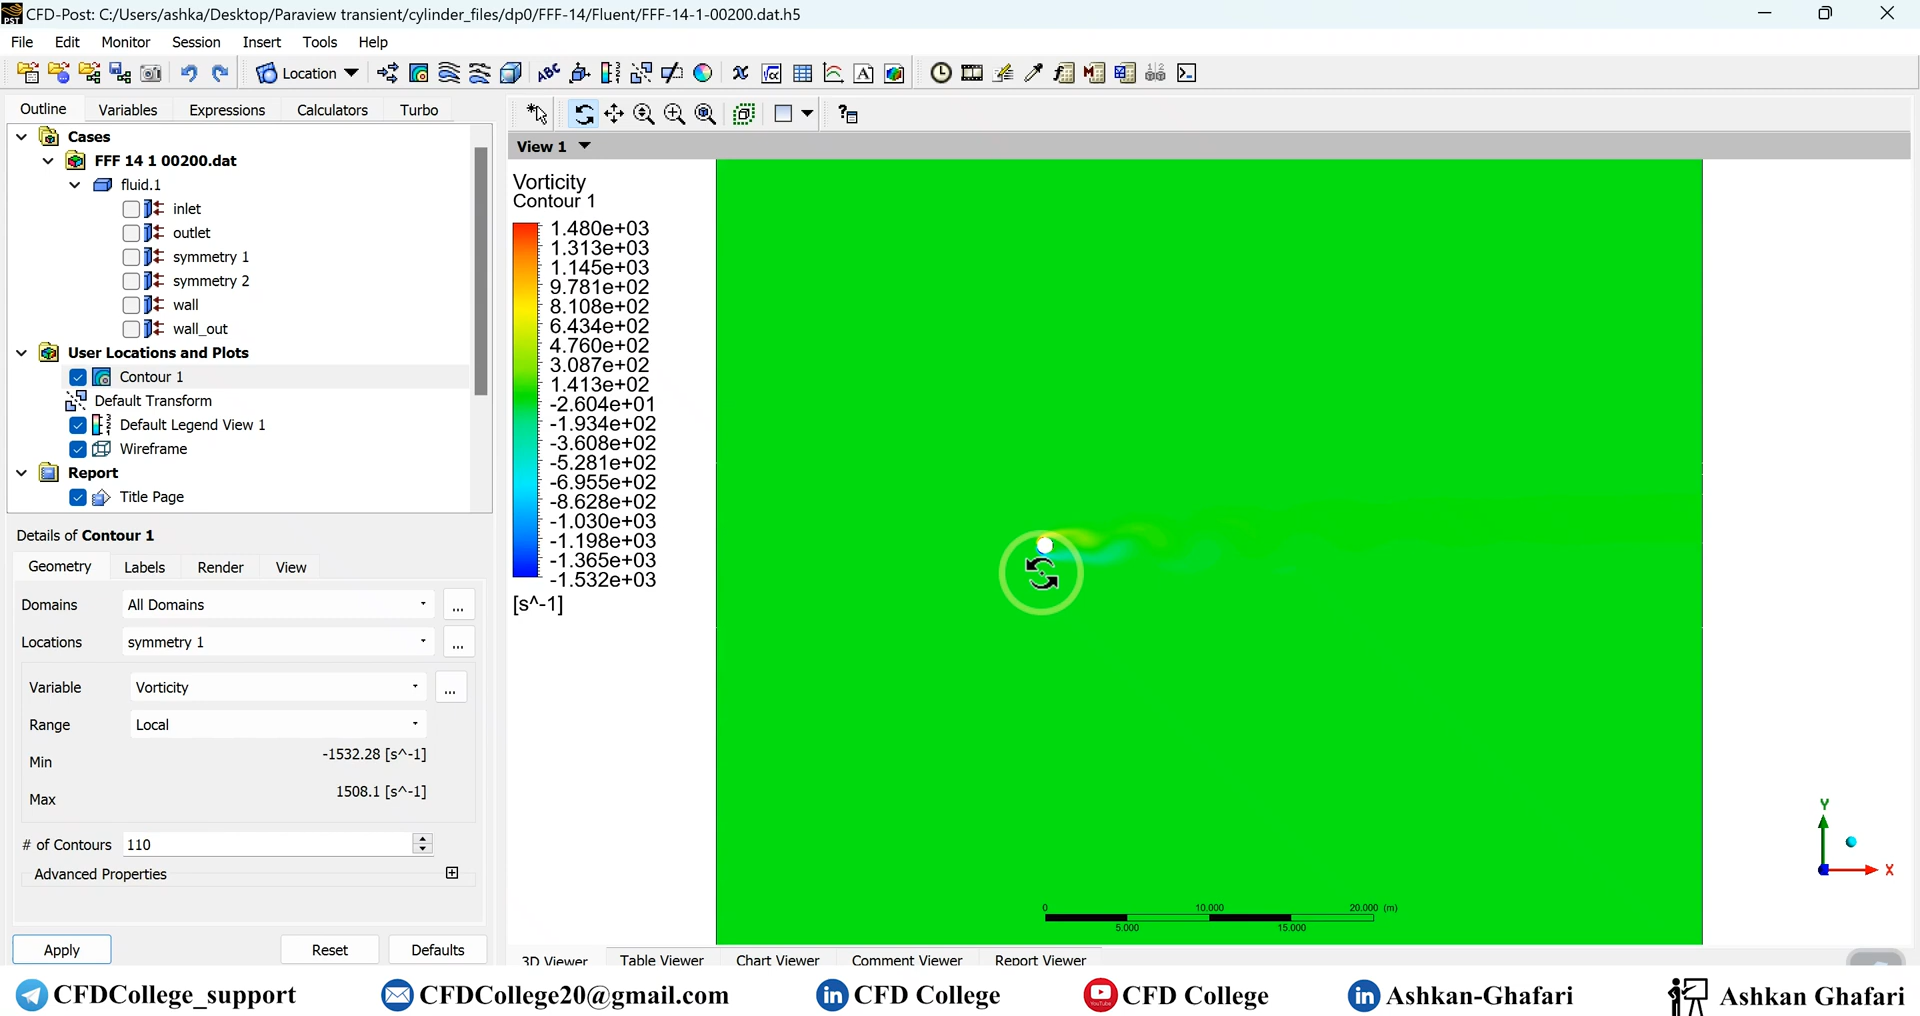 CFD-Post: C:/Users/ashka/Desktop/Paraview transient/cylinder_files/dp0/FFF-14/Fluent/FFF-14-1-00200.dat.h5
File Edit Monitor Session Insert Tools Help
Location
Outline Variables Expressions Calculators Turbo
Cases
FFF 14 1 00200.dat
fluid.1
inlet
outlet
symmetry 1
symmetry 2
wall
wall_out
User Locations and Plots
Contour 1
Default Transform
Default Legend View 1
Wireframe
Report
Title Page
Details of Contour 1
Geometry Labels Render View
Domains All Domains ...
Locations symmetry 1 ...
Variable Vorticity ...
Range Local
Min -1532.28 [s^-1]
Max 1508.1 [s^-1]
# of Contours 110
Advanced Properties
Apply Reset Defaults
View 1
Vorticity
Contour 1
1.480e+03
1.313e+03
1.145e+03
9.781e+02
8.108e+02
6.434e+02
4.760e+02
3.087e+02
1.413e+02
-2.604e+01
-1.934e+02
-3.608e+02
-5.281e+02
-6.955e+02
-8.628e+02
-1.030e+03
-1.198e+03
-1.365e+03
-1.532e+03
[s^-1]
Y
X
0 10.000 20.000 (m)
5.000 15.000
3D Viewer Table Viewer Chart Viewer Comment Viewer Report Viewer
CFDCollege_support CFDCollege20@gmail.com CFD College CFD College Ashkan-Ghafari Ashkan Ghafari